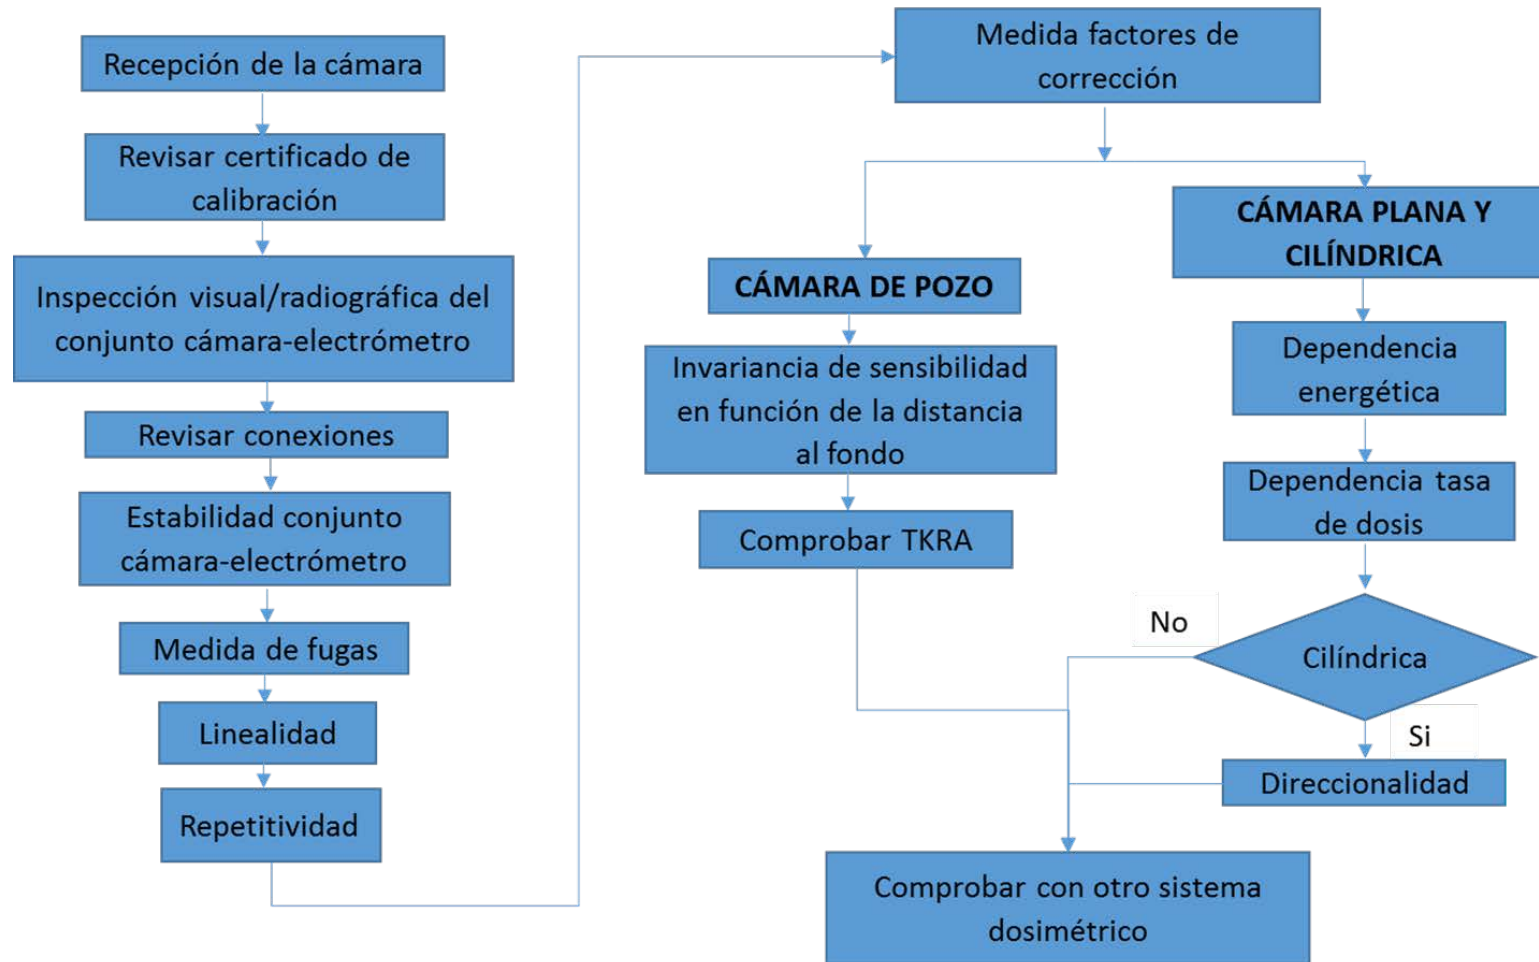 Recepción de la cámara
Revisar certificado de
calibración
Inspección visual/radiográfica del
conjunto cámara-electrómetro
Revisar conexiones
Estabilidad conjunto
cámara-electrómetro
Medida de fugas
Linealidad
Repetitividad
Medida factores de
corrección
CÁMARA DE POZO
Invariancia de sensibilidad
en función de la distancia
al fondo
Comprobar TKRA
CÁMARA PLANA Y
CILÍNDRICA
Dependencia
energética
Dependencia tasa
de dosis
Cilíndrica
No
Si
Direccionalidad
Comprobar con otro sistema
dosimétrico